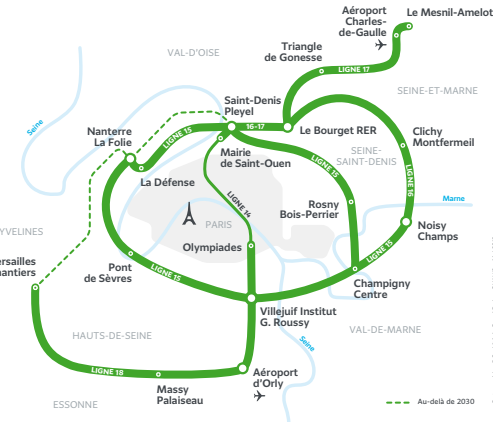 Aéroport
Charles-
de-Gaulle
Le Mesnil-Amelot
VAL-D'OISE
Triangle
de Gonesse
LIGNE 17
SEINE-ET-MARNE
Saint-Denis
Pleyel
Seine
Nanterre
La Folie
LIGNE 15
16-17
Le Bourget RER
Clichy
Montfermeil
Mairie
de Saint-Ouen
LIGNE 15
SEINE-
SAINT-DENIS
La Défense
LIGNE 16
LIGNE 14
Rosny
Bois-Perrier
Marne
PARIS
Noisy
Champs
YVELINES
Olympiades
LIGNE 15
ersailles
hantiers
Pont
de Sèvres
LIGNE 15
Champigny
Centre
Villejuif Institut
G. Roussy
VAL-DE-MARNE
HAUTS-DE-SEINE
Seine
LIGNE 18
Massy
Palaiseau
Aéroport
d'Orly
ESSONNE
Au-delà de 2030